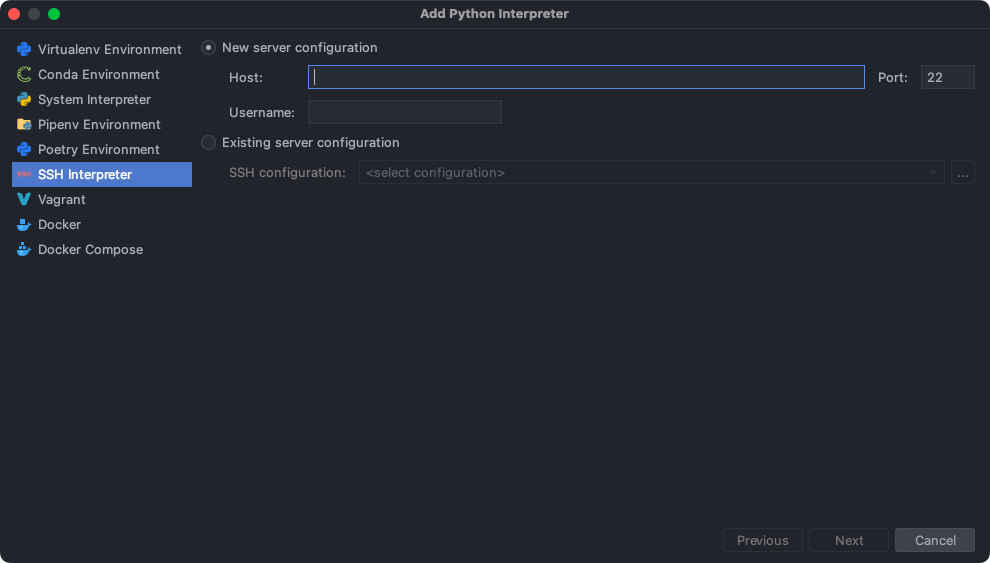 Add Python Interpreter
Virtualenv Environment
Conda Environment
System Interpreter
Pipenv Environment
Poetry Environment
SSH SSH Interpreter
Vagrant
Docker
Docker Compose
New server configuration
Host:
Port: 22
Username:
Existing server configuration
SSH configuration: <select configuration> ...
Previous Next Cancel